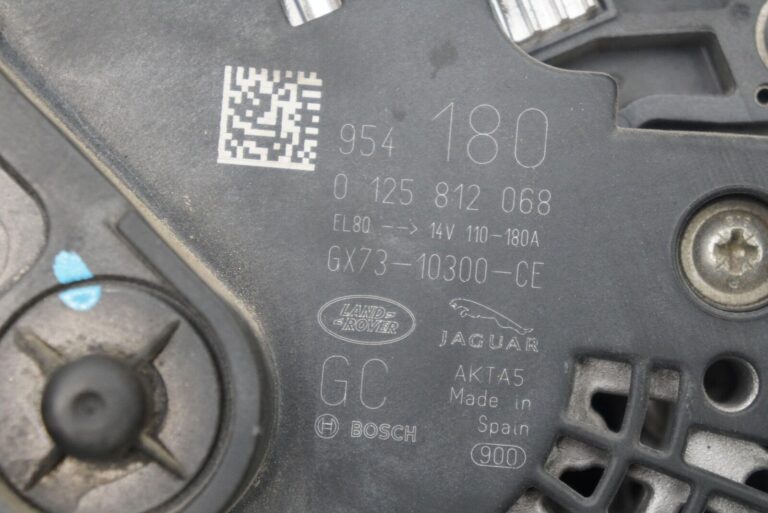 954 180
0 125 812 068
EL8Q --> 14V 110-180A
GX73-10300-CE
LAND-
-ROVER
JAGUAR
GC
AKTA5
Made in
Spain
BOSCH
900